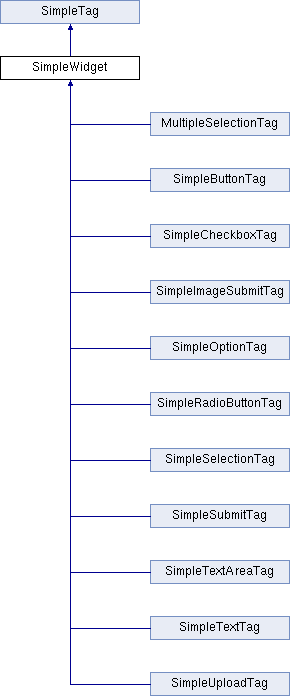 SimpleTag
SimpleWidget
MultipleSelectionTag
SimpleButtonTag
SimpleCheckboxTag
SimpleImageSubmitTag
SimpleOptionTag
SimpleRadioButtonTag
SimpleSelectionTag
SimpleSubmitTag
SimpleTextAreaTag
SimpleTextTag
SimpleUploadTag